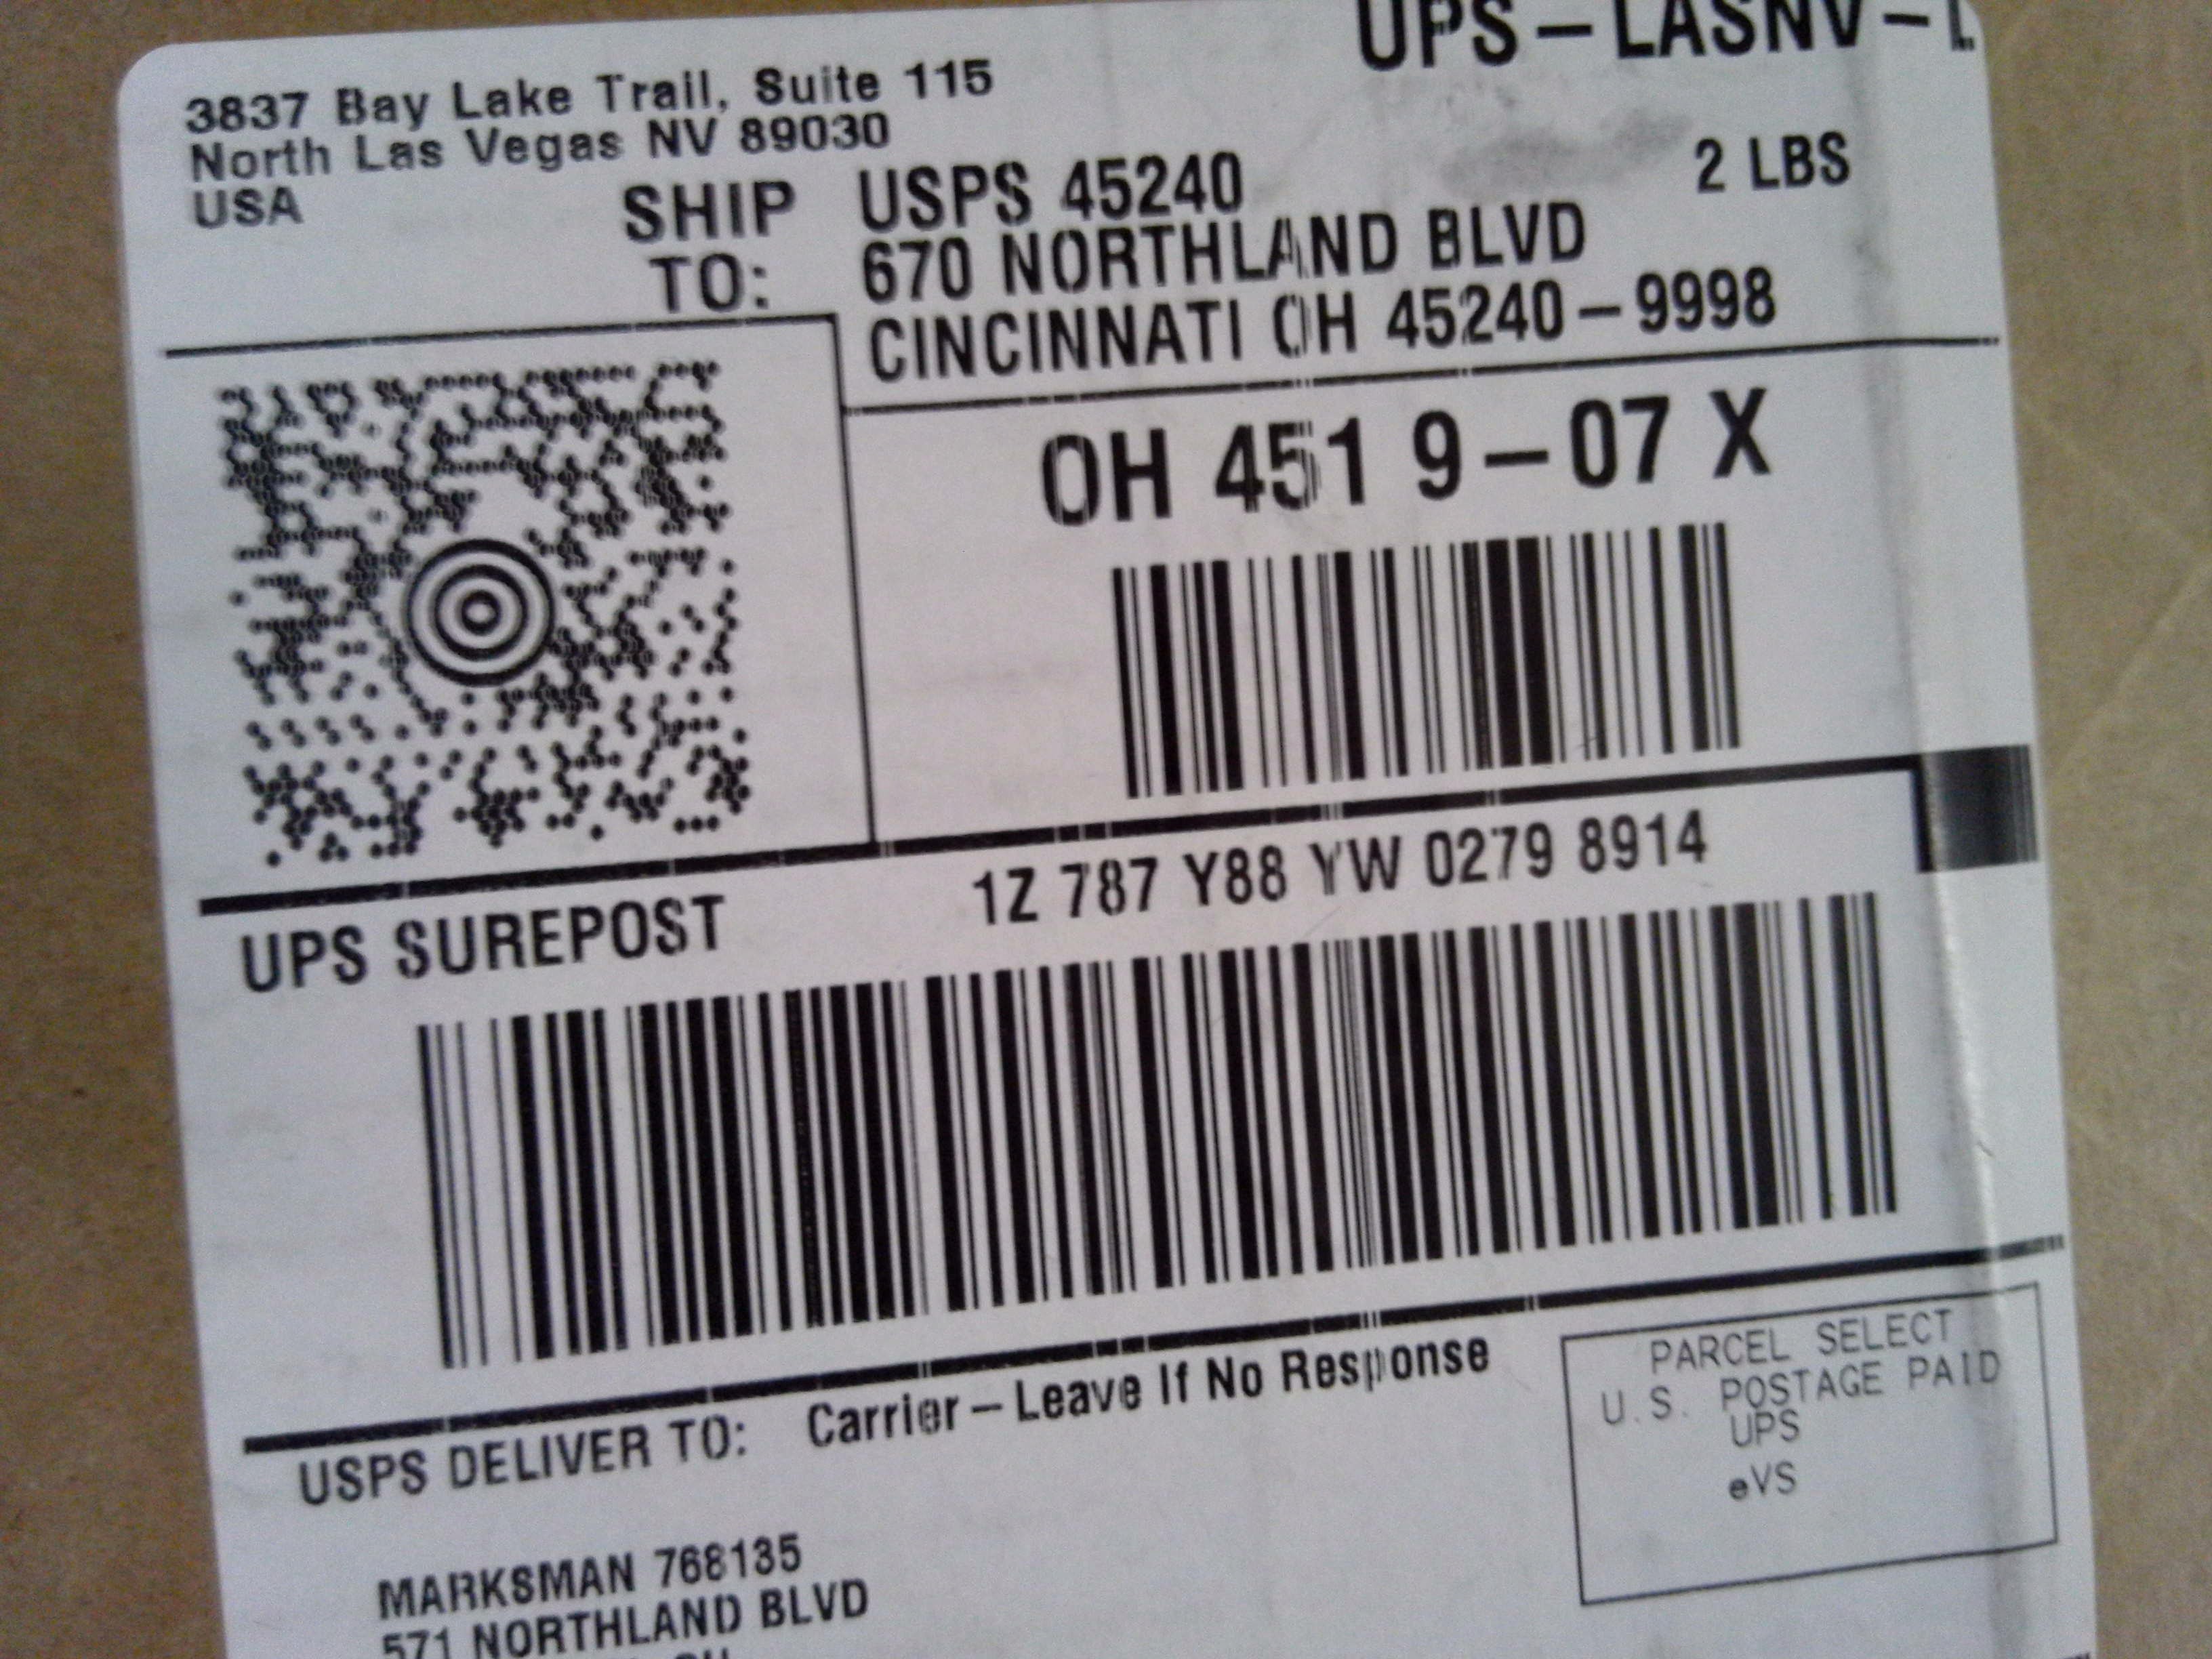 UPS – LASNV –
3837 Bay Lake Trail, Suite 115
North Las Vegas NV 89030
USA
2 LBS
SHIP TO:
USPS 45240
670 NORTHLAND BLVD
CINCINNATI OH 45240–9998
OH 451 9–07 X
UPS SUREPOST
1Z 787 Y88 YW 0279 8914
USPS DELIVER TO: Carrier – Leave If No Response
PARCEL SELECT
U.S. POSTAGE PAID
UPS
eVS
MARKSMAN 768135
571 NORTHLAND BLVD